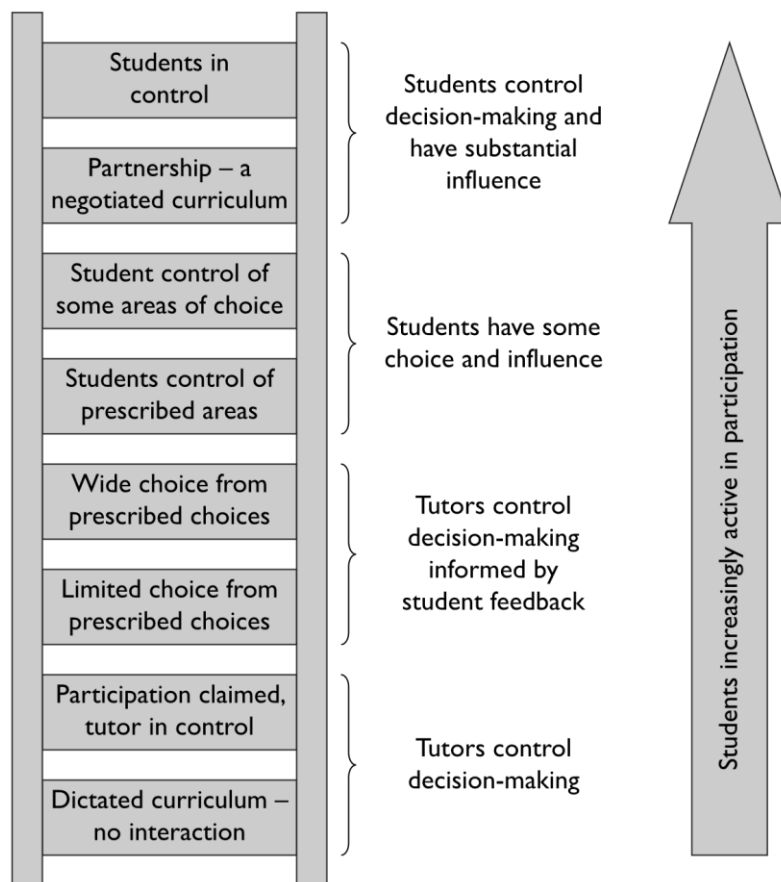 Students in
control
Partnership – a
negotiated curriculum
Students control
decision-making and
have substantial
influence
Student control of
some areas of choice
Students control of
prescribed areas
Students have some
choice and influence
Wide choice from
prescribed choices
Limited choice from
prescribed choices
Tutors control
decision-making
informed by
student feedback
Participation claimed,
tutor in control
Dictated curriculum –
no interaction
Tutors control
decision-making
Students increasingly active in participation